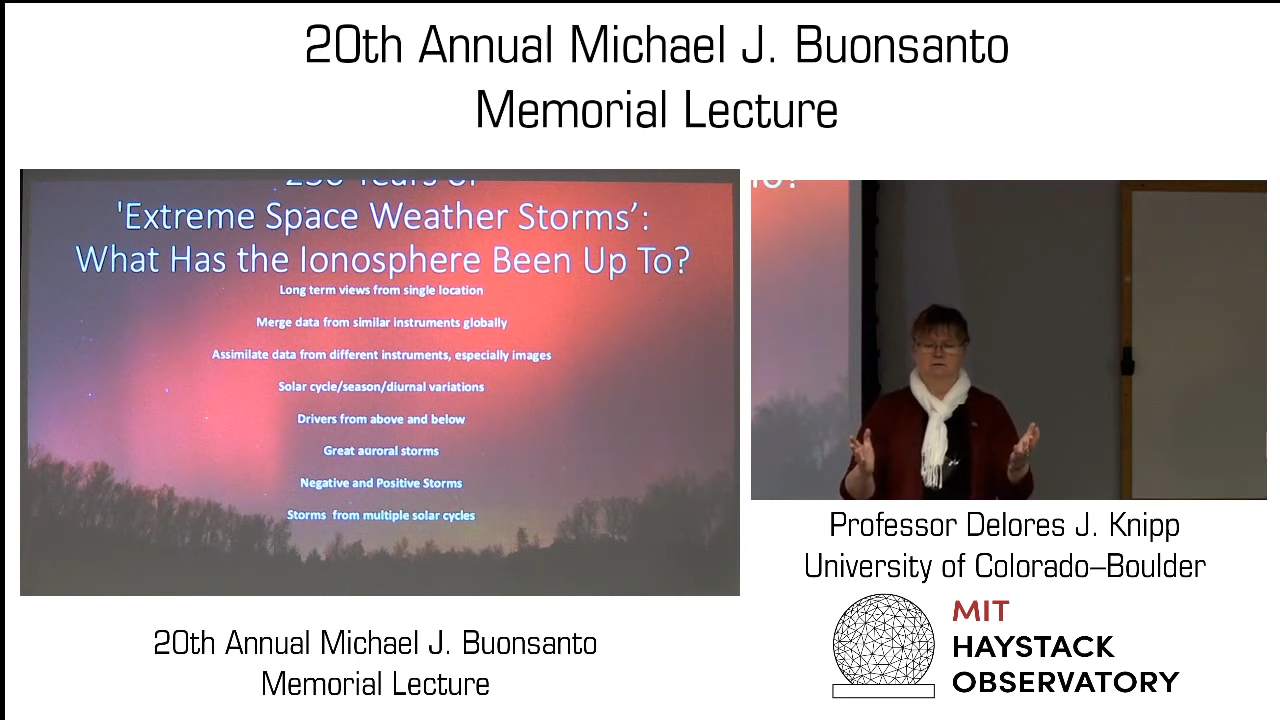 20th Annual Michael J. Buonsanto
Memorial Lecture
Years of
'Extreme Space Weather Storms’:
What Has the Ionosphere Been Up To?
Long term views from single location
Merge data from similar instruments globally
Assimilate data from different instruments, especially images
Solar cycle/season/diurnal variations
Drivers from above and below
Great auroral storms
Negative and Positive Storms
Storms from multiple solar cycles
20th Annual Michael J. Buonsanto
Memorial Lecture
Professor Delores J. Knipp
University of Colorado–Boulder
MIT
HAYSTACK
OBSERVATORY